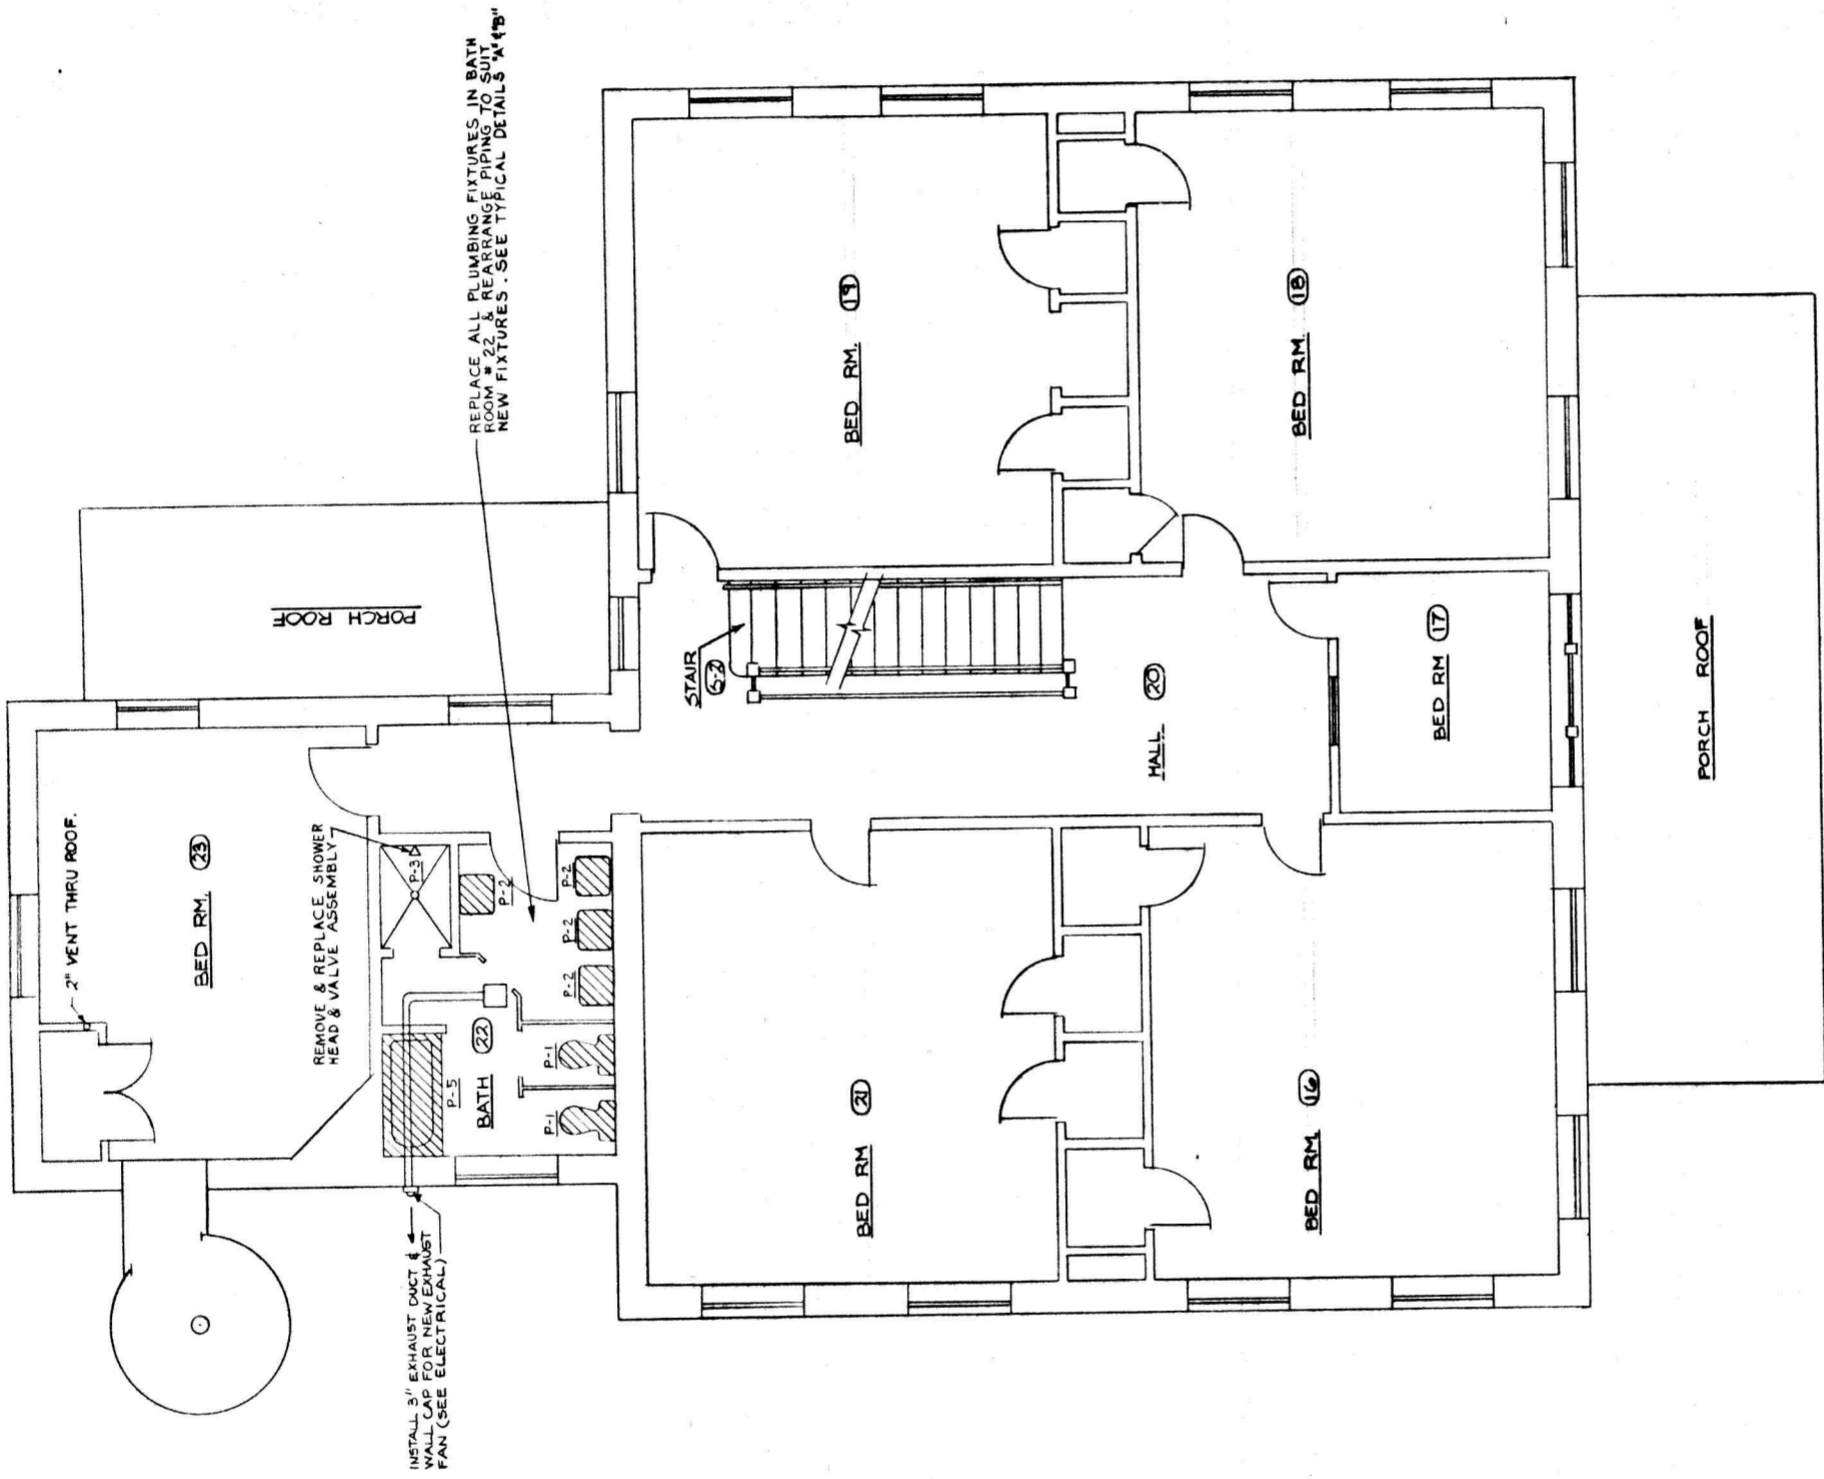 REPLACE ALL PLUMBING FIXTURES IN BATH
ROOM # 22 & REARRANGE PIPING TO SUIT
NEW FIXTURES. SEE TYPICAL DETAILS "A" & "B"
PORCH ROOF
2" VENT THRU ROOF.
BED RM. 23
REMOVE & REPLACE SHOWER
HEAD & VALVE ASSEMBLY
P-3
P-2
P-2
P-2
P-2
P-5
BATH 22
P-1
P-1
INSTALL 3" EXHAUST DUCT &
WALL CAP FOR NEW EXHAUST
FAN (SEE ELECTRICAL)
STAIR
S-2
BED RM. 19
BED RM. 18
HALL 20
BED RM 17
BED RM 21
BED RM. 16
PORCH ROOF